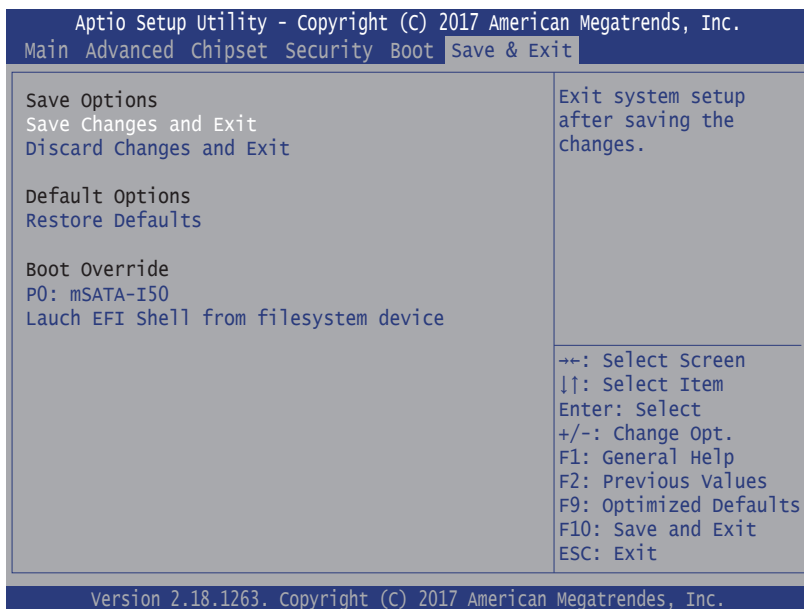 Aptio Setup Utility - Copyright (C) 2017 American Megatrends, Inc.
Main Advanced Chipset Security Boot Save & Exit
Save Options
Save Changes and Exit
Discard Changes and Exit
Default Options
Restore Defaults
Boot Override
P0: mSATA-I50
Lauch EFI Shell from filesystem device
Exit system setup
after saving the
changes.
→←: Select Screen
↓↑: Select Item
Enter: Select
+/-: Change Opt.
F1: General Help
F2: Previous Values
F9: Optimized Defaults
F10: Save and Exit
ESC: Exit
Version 2.18.1263. Copyright (C) 2017 American Megatrendes, Inc.